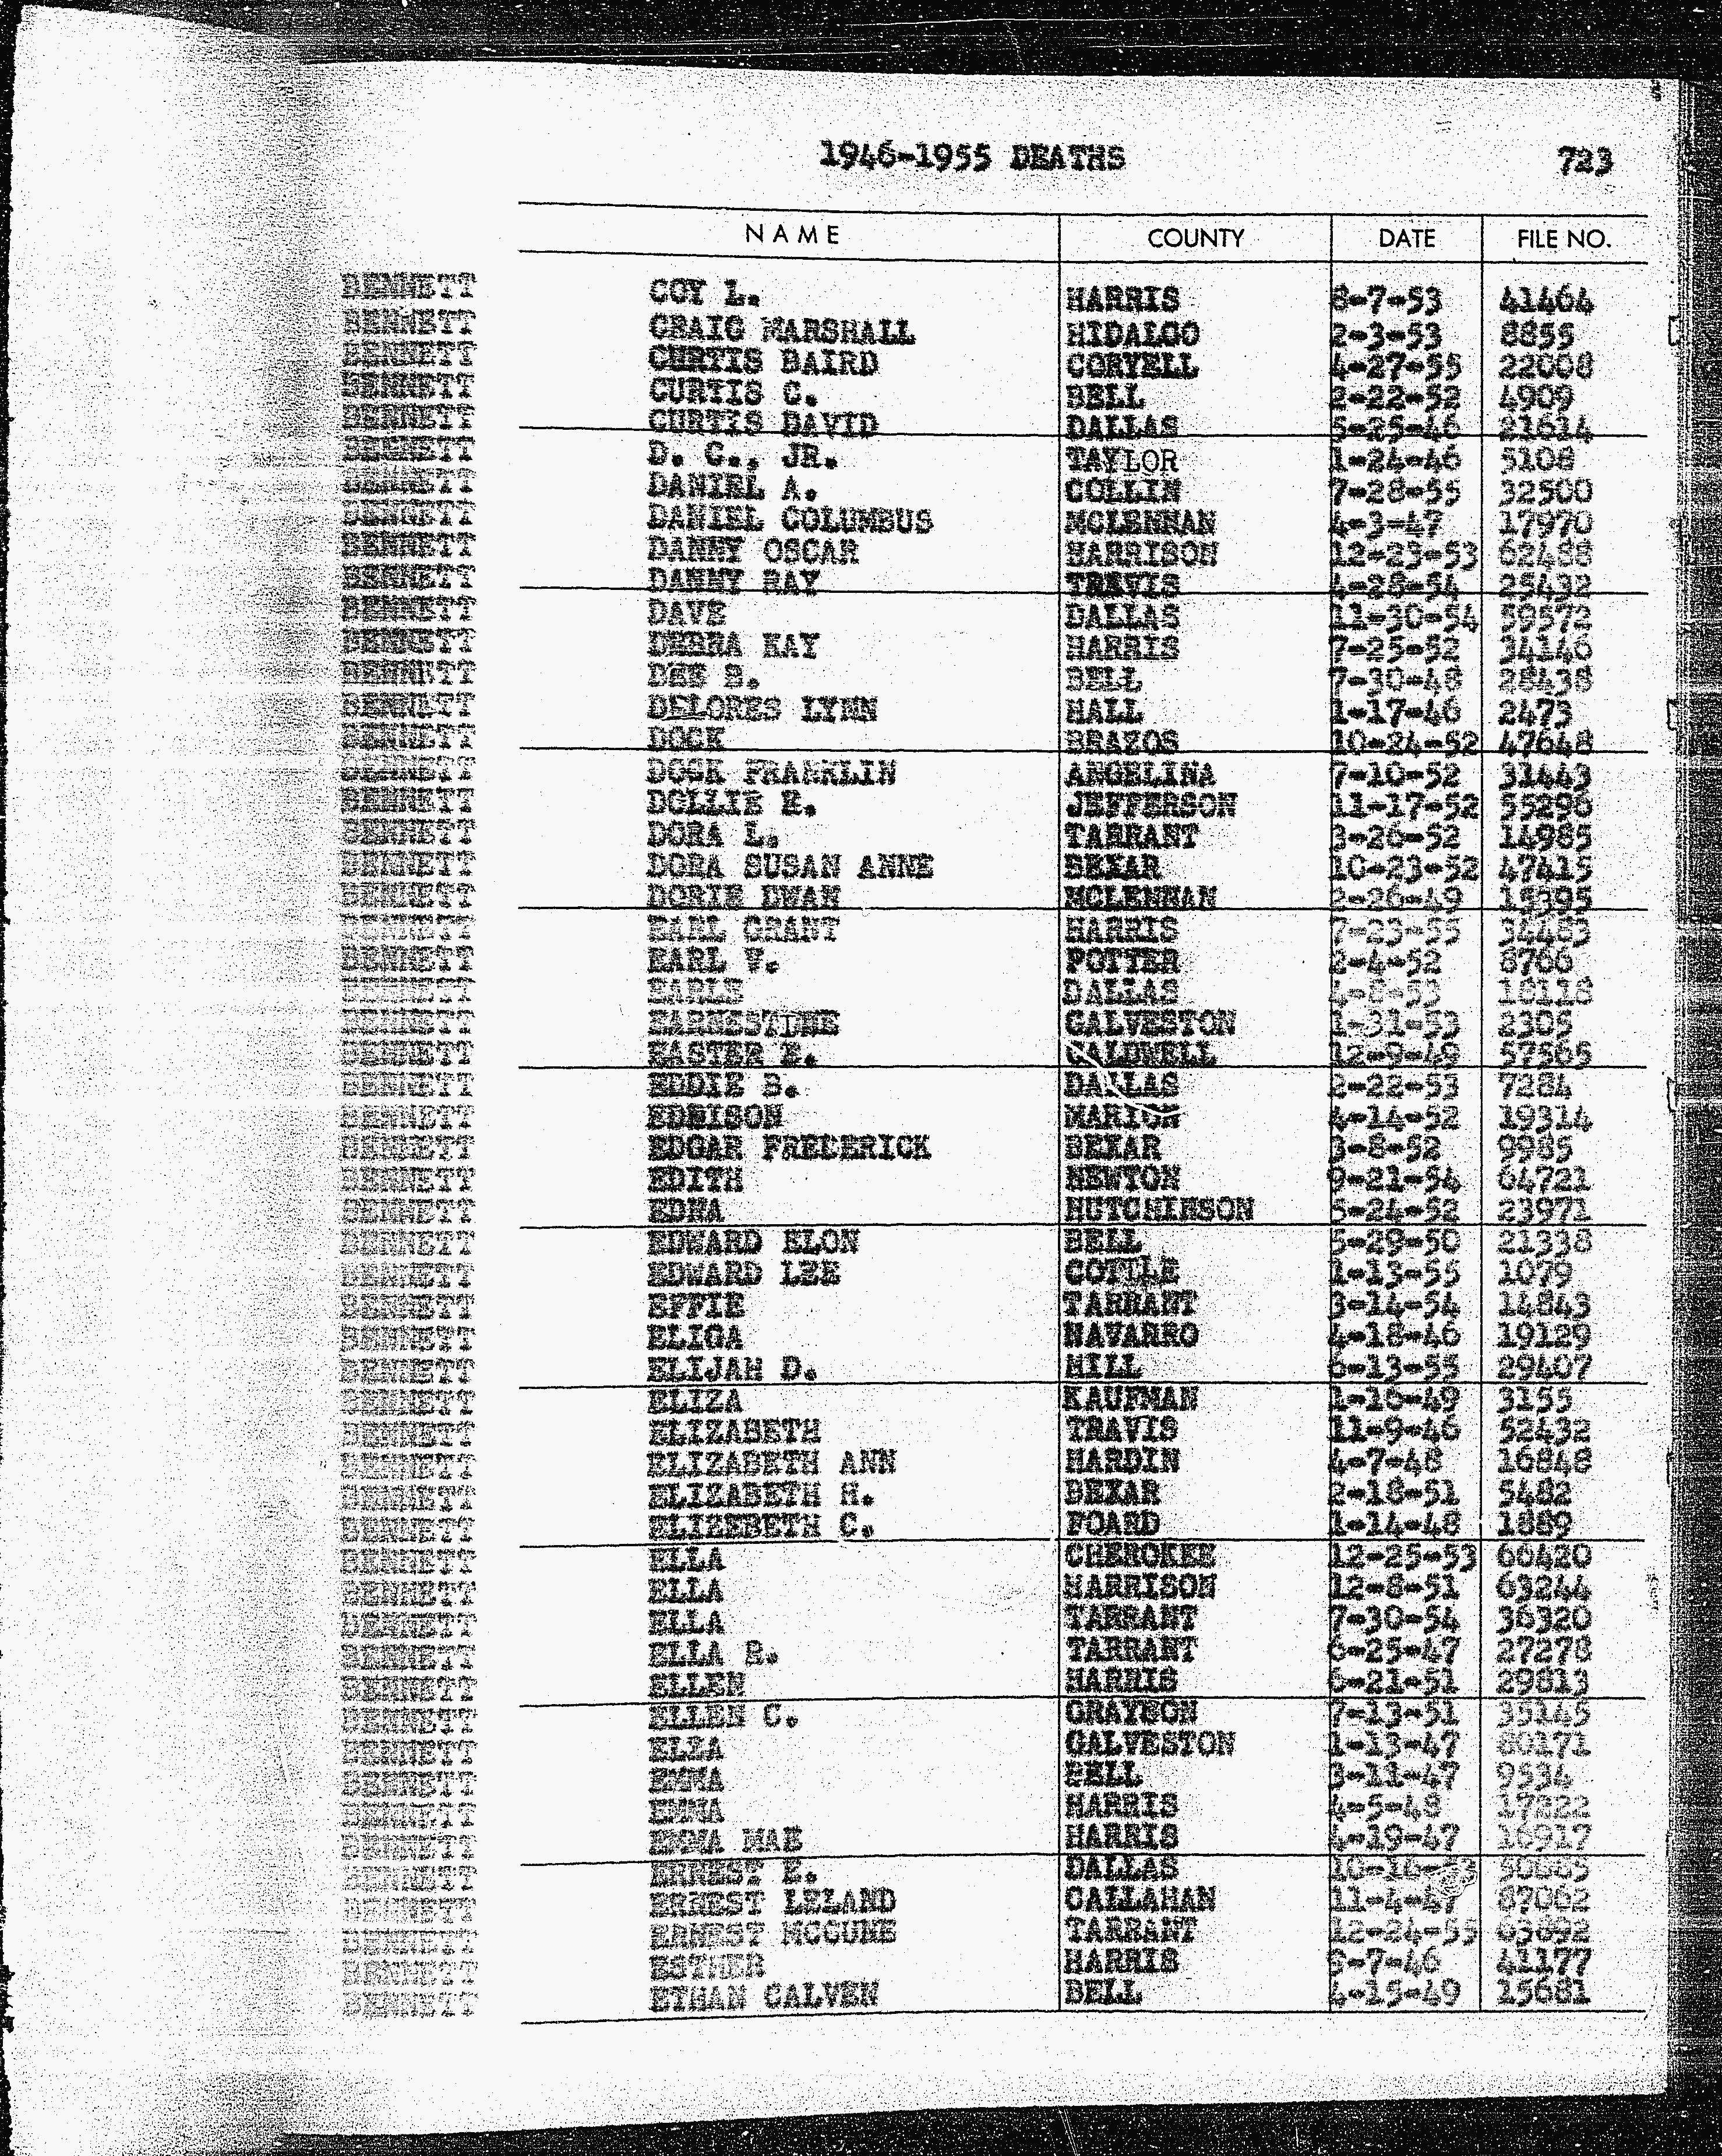 1946-1955 DEATHS 723
NAME COUNTY DATE FILE NO.
BENNETT COY L. HARRIS 8-7-53 41464
BENNETT CRAIG MARSHALL HIDALGO 2-3-53 8855
BENNETT CURTIS BAIRD CORYELL 4-27-55 22008
BENNETT CURTIS C. BELL 2-22-52 4909
BENNETT CURTIS DAVID DALLAS 5-25-46 21614
BENNETT D. C., JR. TAYLOR 1-24-46 5108
BENNETT DANIEL A. COLLIN 7-28-55 32500
BENNETT DANIEL COLUMBUS MCLENNAN 4-3-47 17970
BENNETT DANNY OSCAR HARRISON 12-23-53 62488
BENNETT DANNY RAY TRAVIS 4-28-54 25432
BENNETT DAVE DALLAS 11-30-54 59572
BENNETT DEBRA KAY HARRIS 7-25-52 34146
BENNETT DEE B. BELL 7-30-48 28438
BENNETT DELORES LYNN HALL 1-17-46 2473
BENNETT DOCK BRAZOS 10-24-52 47648
BENNETT DOCK FRANKLIN ANGELINA 7-10-52 31443
BENNETT DOLLIE E. JEFFERSON 11-17-52 55296
BENNETT DORA L. TARRANT 3-26-52 14985
BENNETT DORA SUSAN ANNE BEXAR 10-23-52 47415
BENNETT DORIE DWAN MCLENNAN 2-26-49 15395
BENNETT EARL GRANT HARRIS 7-23-55 34483
BENNETT EARL V. POTTER 2-4-52 8766
BENNETT EARLE DALLAS 18118
BENNETT EARNESTINE GALVESTON 1-31-53 2305
BENNETT EASTER E. CALDWELL 12-9-49 57565
BENNETT EDDIE B. DALLAS 2-22-53 7284
BENNETT EDDISON MARION 4-14-52 19314
BENNETT EDGAR FREDERICK BEXAR 3-8-52 9985
BENNETT EDITH NEWTON 9-21-54 64721
BENNETT EDNA HUTCHINSON 5-24-52 23971
BENNETT EDWARD ELON BELL 5-29-50 21338
BENNETT EDWARD LEE COTTLE 1-13-55 1079
BENNETT EFFIE TARRANT 3-14-54 14843
BENNETT ELIGA NAVARRO 4-18-46 19129
BENNETT ELIJAH D. HILL 6-13-55 29407
BENNETT ELIZA KAUFMAN 1-16-49 3155
BENNETT ELIZABETH TRAVIS 11-9-46 52432
BENNETT ELIZABETH ANN HARDIN 4-7-48 16848
BENNETT ELIZABETH H. BEXAR 2-18-51 5482
BENNETT ELIZEBETH C. FOARD 1-14-48 1889
BENNETT ELLA CHEROKEE 12-25-53 60420
BENNETT ELLA HARRISON 12-8-51 63244
BENNETT ELLA TARRANT 7-30-54 36320
BENNETT ELLA R. TARRANT 6-25-47 27278
BENNETT ELLEN HARRIS 6-21-51 29813
BENNETT ELLEN C. GRAYSON 7-13-51 35145
BENNETT ELZA GALVESTON 1-13-47 80171
BENNETT EMMA BELL 3-11-47 9534
BENNETT EMMA HARRIS 4-5-48 17222
BENNETT EMMA MAE HARRIS 4-19-47 16917
BENNETT ERNEST E. DALLAS
BENNETT ERNEST LELAND CALLAHAN 11-4-47 87062
BENNETT ERNEST MCCUNE TARRANT 12-24-55 63692
BENNETT ESTHER HARRIS 8-7-46 41177
BENNETT ETHAN CALVEN BELL 4-15-49 15681